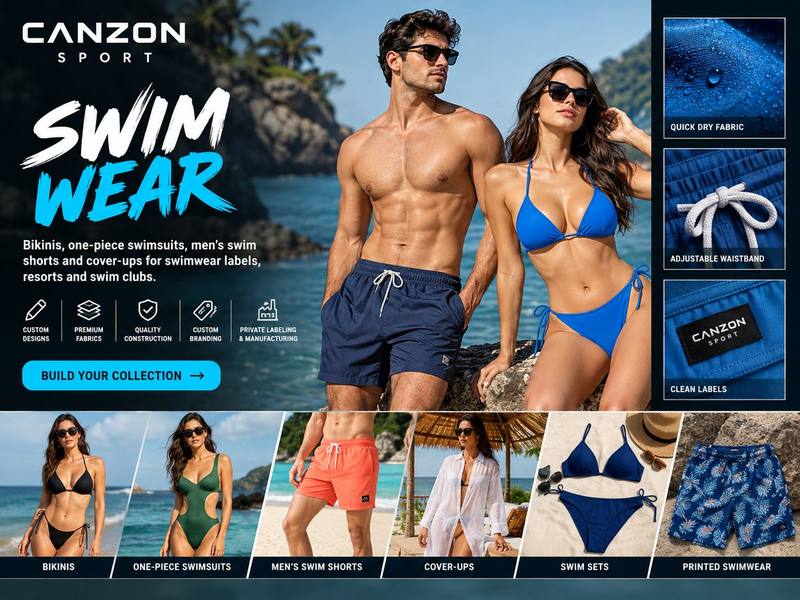 CANZON
SPORT
SWIM
WEAR
Bikinis, one-piece swimsuits, men's swim
shorts and cover-ups for swimwear labels,
resorts and swim clubs.
CUSTOM
DESIGNS
PREMIUM
FABRICS
QUALITY
CONSTRUCTION
CUSTOM
BRANDING
PRIVATE LABELING
& MANUFACTURING
BUILD YOUR COLLECTION →
QUICK DRY FABRIC
ADJUSTABLE WAISTBAND
CANZON
SPORT
CLEAN LABELS
BIKINIS
ONE-PIECE SWIMSUITS
MEN'S SWIM SHORTS
COVER-UPS
SWIM SETS
PRINTED SWIMWEAR